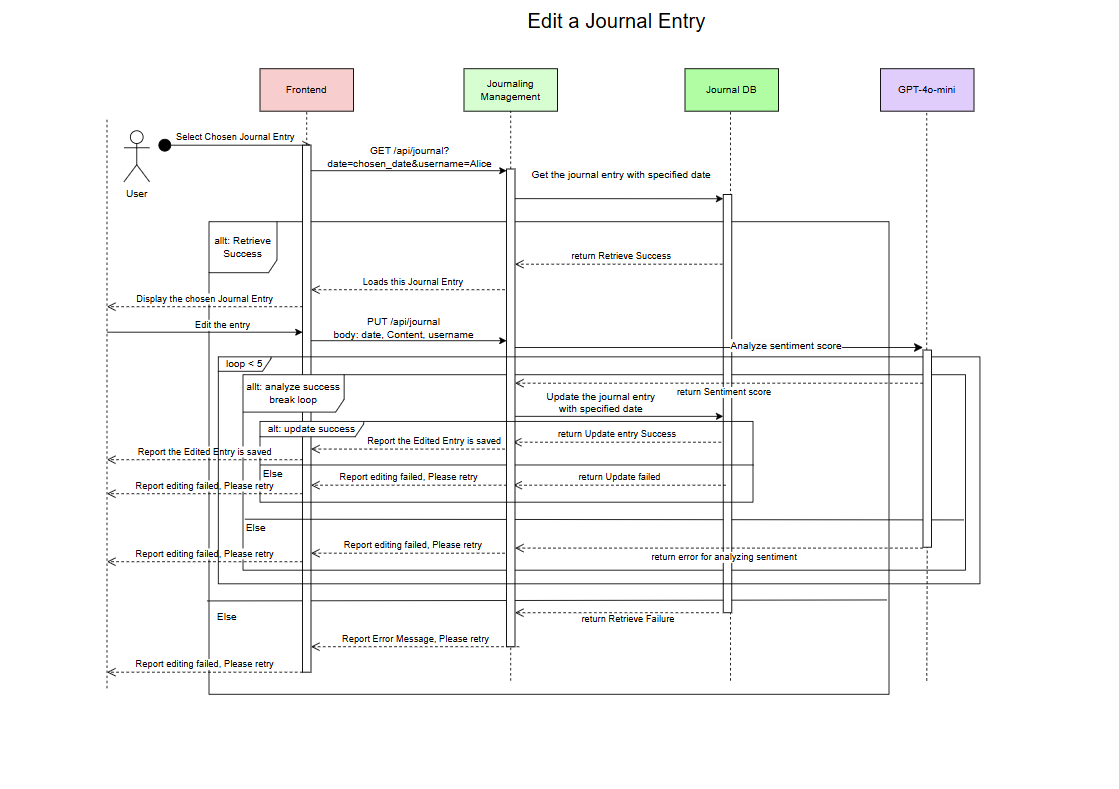 Edit a Journal Entry
Frontend
Journaling
Management
Journal DB
GPT-4o-mini
User
Select Chosen Journal Entry
GET /api/journal?
date=chosen_date&username=Alice
Get the journal entry with specified date
allt: Retrieve
Success
return Retrieve Success
Loads this Journal Entry
Display the chosen Journal Entry
Edit the entry
PUT /api/journal
body: date, Content, username
Analyze sentiment score
loop < 5
allt: analyze success
break loop
return Sentiment score
Update the journal entry
with specified date
alt: update success
return Update entry Success
Report the Edited Entry is saved
Report the Edited Entry is saved
Else
return Update failed
Report editing failed, Please retry
Report editing failed, Please retry
Else
Report editing failed, Please retry
return error for analyzing sentiment
Report editing failed, Please retry
Else
return Retrieve Failure
Report Error Message, Please retry
Report editing failed, Please retry